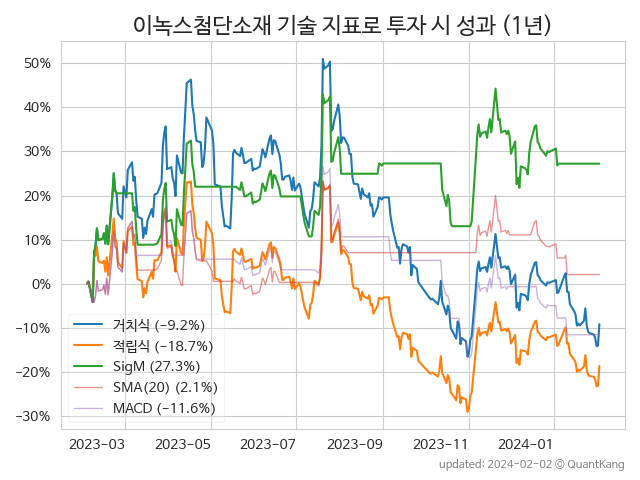 이녹스첨단소재 기술 지표로 투자 시 성과 (1년)
50%
40%
30%
20%
10%
0%
−10%
−20%
−30%
거치식 (−9.2%)
적립식 (−18.7%)
SigM (27.3%)
SMA(20) (2.1%)
MACD (−11.6%)
2023-03
2023-05
2023-07
2023-09
2023-11
2024-01
updated: 2024-02-02 © QuantKang